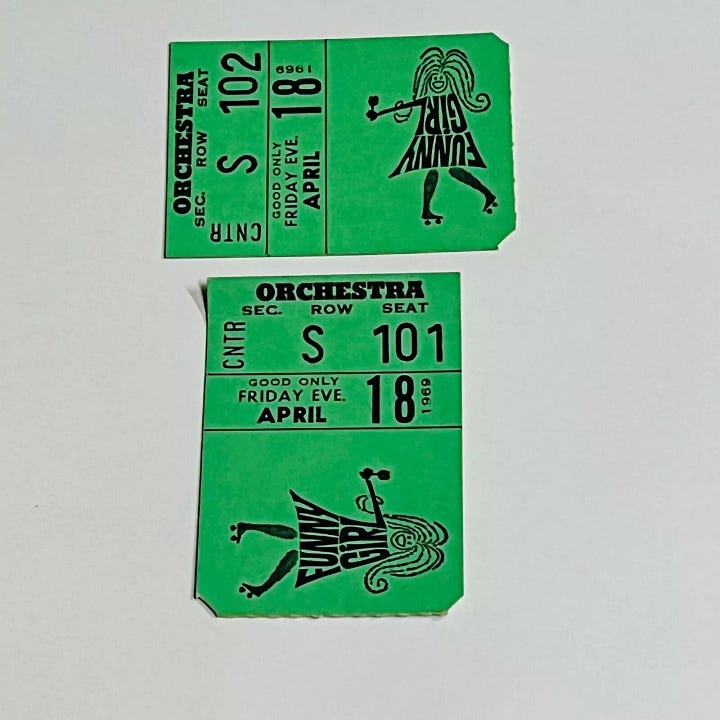 ORCHESTRA
SEC. ROW SEAT
CNTR S 102
GOOD ONLY
FRIDAY EVE.
APRIL 18 1969
FUNNY
GiRL
ORCHESTRA
SEC. ROW SEAT
CNTR S 101
GOOD ONLY
FRIDAY EVE.
APRIL 18 1969
FUNNY
GiRL